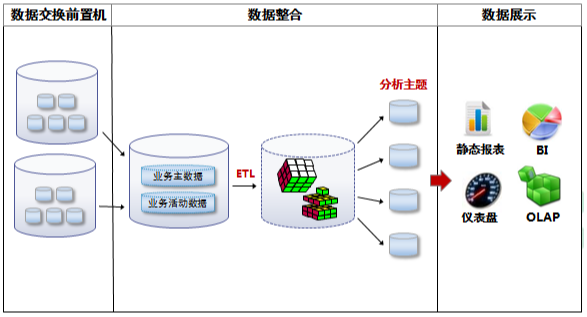 数据交换前置机
数据整合
数据展示
分析主题
业务主数据
业务活动数据
ETL
静态报表
BI
仪表盘
OLAP